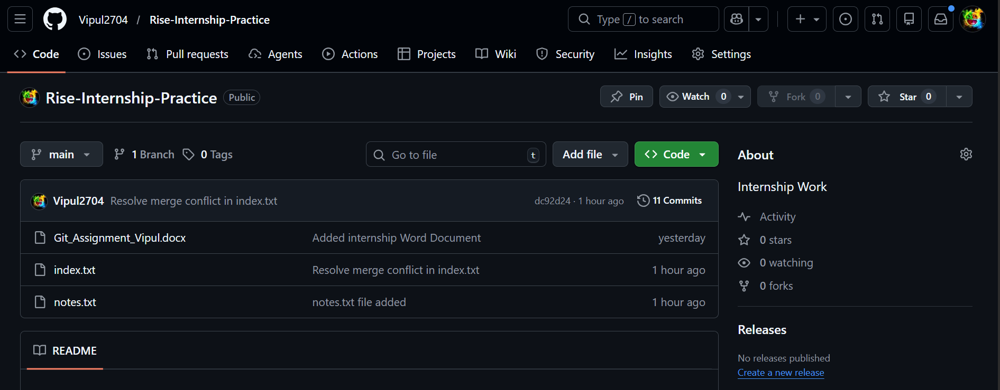 Vipul2704 / Rise-Internship-Practice
Type / to search
Code Issues Pull requests Agents Actions Projects Wiki Security Insights Settings
Rise-Internship-Practice Public
Pin Watch 0 Fork 0 Star 0
main 1 Branch 0 Tags Go to file t Add file Code
Vipul2704 Resolve merge conflict in index.txt dc92d24 · 1 hour ago 11 Commits
Git_Assignment_Vipul.docx Added internship Word Document yesterday
index.txt Resolve merge conflict in index.txt 1 hour ago
notes.txt notes.txt file added 1 hour ago
README
About
Internship Work
Activity
0 stars
0 watching
0 forks
Releases
No releases published
Create a new release